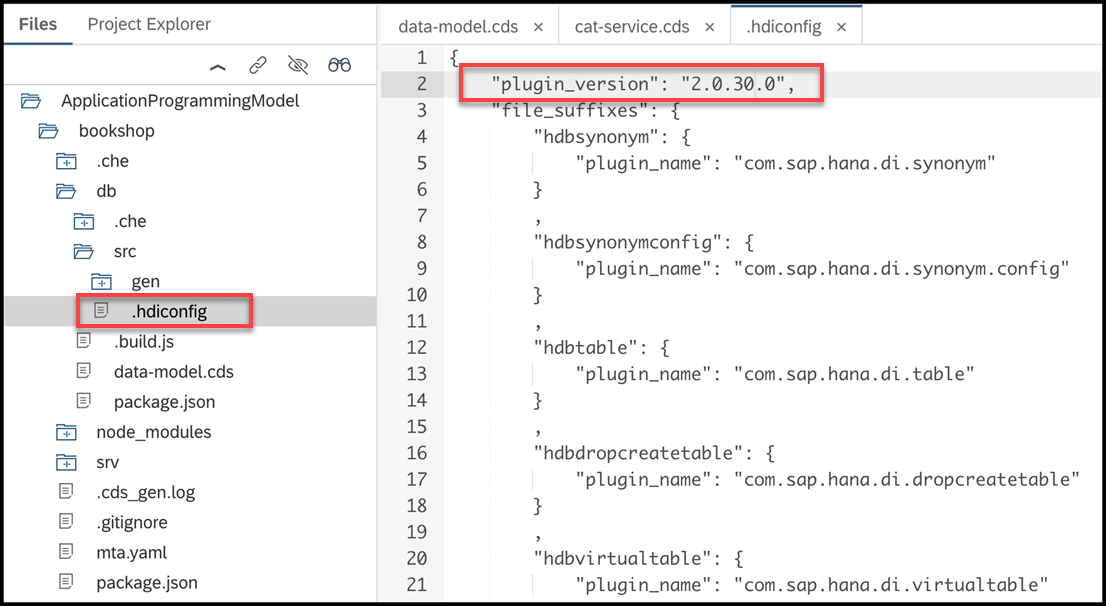 Files Project Explorer
ApplicationProgrammingModel
bookshop
.che
db
.che
src
gen
.hdiconfig
.build.js
data-model.cds
package.json
node_modules
srv
.cds_gen.log
.gitignore
mta.yaml
package.json
data-model.cds × cat-service.cds × .hdiconfig ×
1 {
2 "plugin_version": "2.0.30.0",
3 "file_suffixes": {
4 "hdbsynonym": {
5 "plugin_name": "com.sap.hana.di.synonym"
6 }
7 ,
8 "hdbsynonymconfig": {
9 "plugin_name": "com.sap.hana.di.synonym.config"
10 }
11 ,
12 "hdbtable": {
13 "plugin_name": "com.sap.hana.di.table"
14 }
15 ,
16 "hdbdropcreatetable": {
17 "plugin_name": "com.sap.hana.di.dropcreatetable"
18 }
19 ,
20 "hdbvirtualtable": {
21 "plugin_name": "com.sap.hana.di.virtualtable"